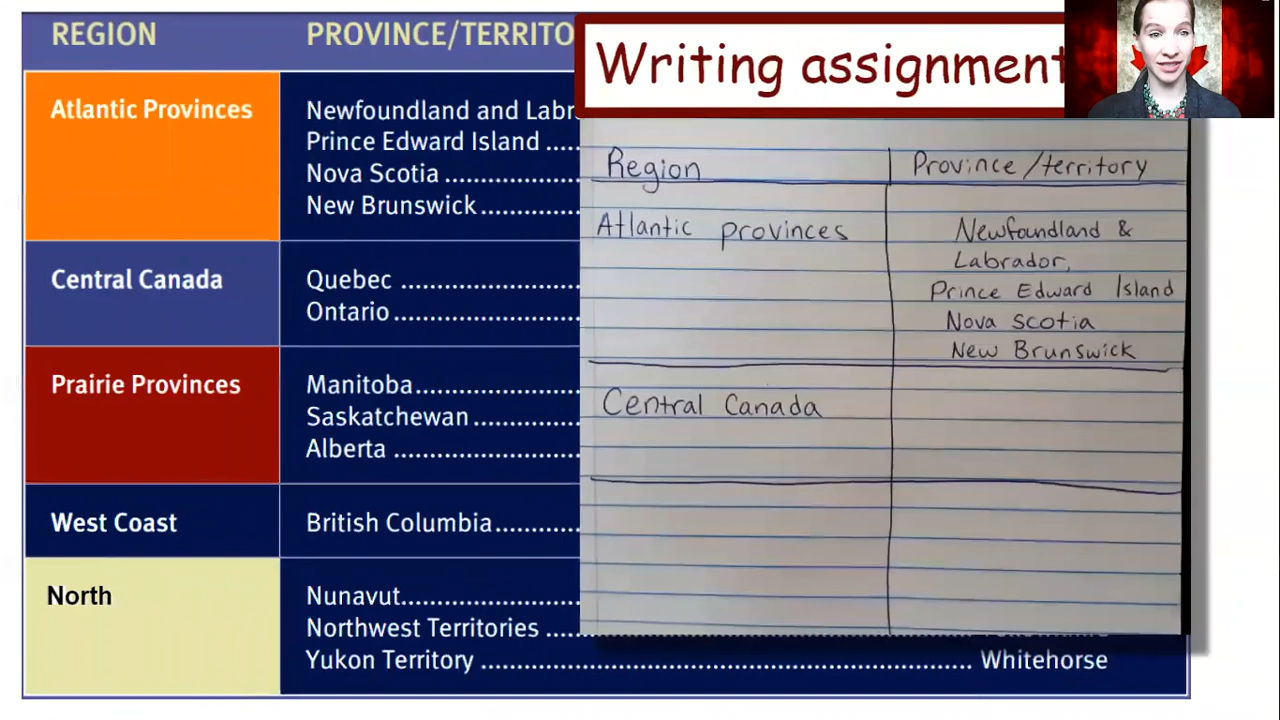 REGION
PROVINCE/TERRITO
Atlantic Provinces
Newfoundland and Labr
Prince Edward Island .....
Nova Scotia ....................
New Brunswick...............
Central Canada
Quebec ...........................
Ontario............................
Prairie Provinces
Manitoba.........................
Saskatchewan ................
Alberta ............................
West Coast
British Columbia.............
North
Nunavut...........................
Northwest Territories .....
Yukon Territory ........................................................................ Whitehorse
Writing assignment
Region
Province/territory
Atlantic provinces
Newfoundland &
Labrador,
Prince Edward Island
Nova scotia
New Brunswick
Central Canada